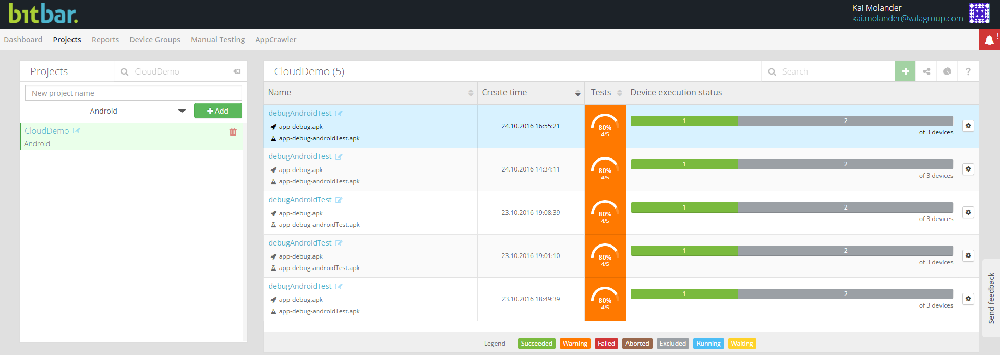 bitbar.
Kai Molander
kai.molander@valagroup.com
Dashboard Projects Reports Device Groups Manual Testing AppCrawler
!
Projects CloudDemo
New project name
Android Add
CloudDemo
Android
CloudDemo (5) Search ?
Name Create time Tests Device execution status
debugAndroidTest
app-debug.apk
app-debug-androidTest.apk
24.10.2016 16:55:21
80%
4/5
1 2
of 3 devices
debugAndroidTest
app-debug.apk
app-debug-androidTest.apk
24.10.2016 14:34:11
80%
4/5
1 2
of 3 devices
debugAndroidTest
app-debug.apk
app-debug-androidTest.apk
23.10.2016 19:08:39
80%
4/5
1 2
of 3 devices
debugAndroidTest
app-debug.apk
app-debug-androidTest.apk
23.10.2016 19:01:10
80%
4/5
1 2
of 3 devices
debugAndroidTest
app-debug.apk
app-debug-androidTest.apk
23.10.2016 18:49:39
80%
4/5
1 2
of 3 devices
Legend Succeeded Warning Failed Aborted Excluded Running Waiting
Send feedback